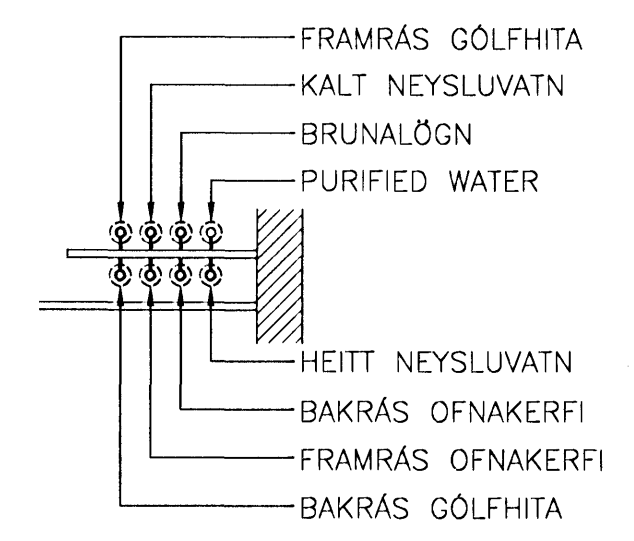 FRAMRÁS GÓLFHITA
KALT NEYSLUVATN
BRUNALÖGN
PURIFIED WATER
HEITT NEYSLUVATN
BAKRÁS OFNAKERFI
FRAMRÁS OFNAKERFI
BAKRÁS GÓLFHITA